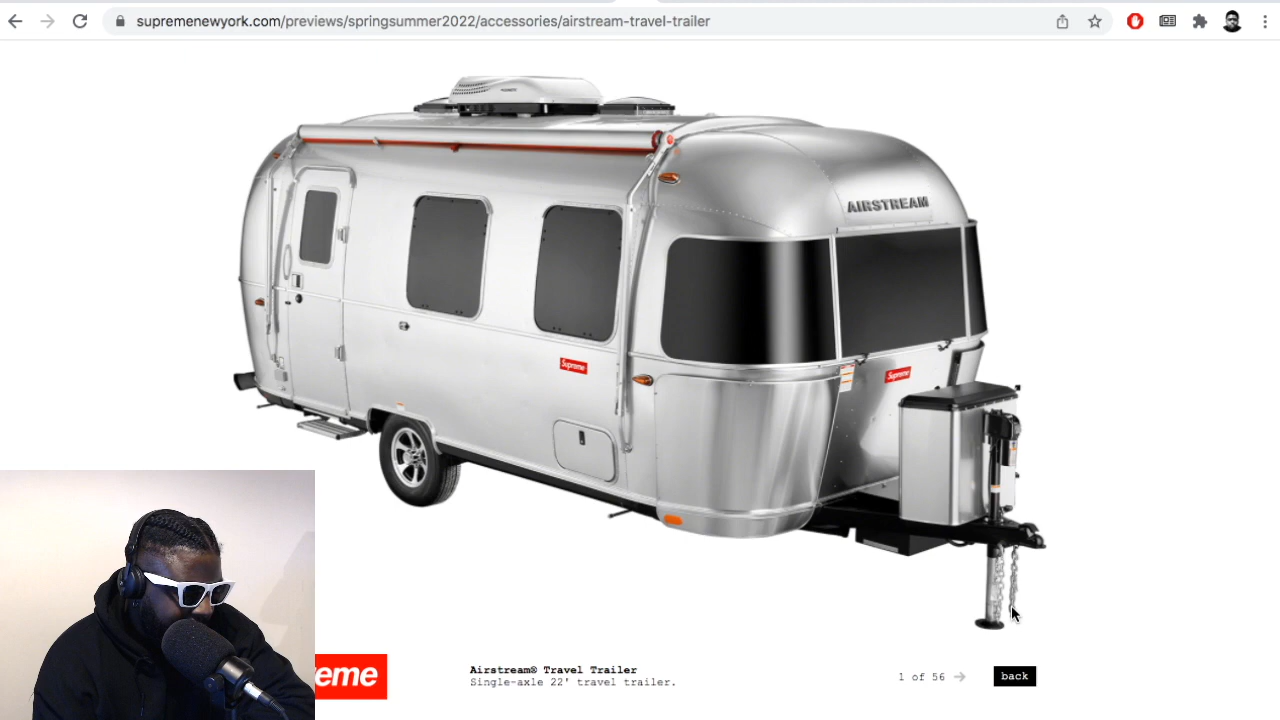 supremenewyork.com/previews/springsummer2022/accessories/airstream-travel-trailer
AIRSTREAM
Supreme
Supreme
eme
Airstream® Travel Trailer
Single-axle 22' travel trailer.
1 of 56
back